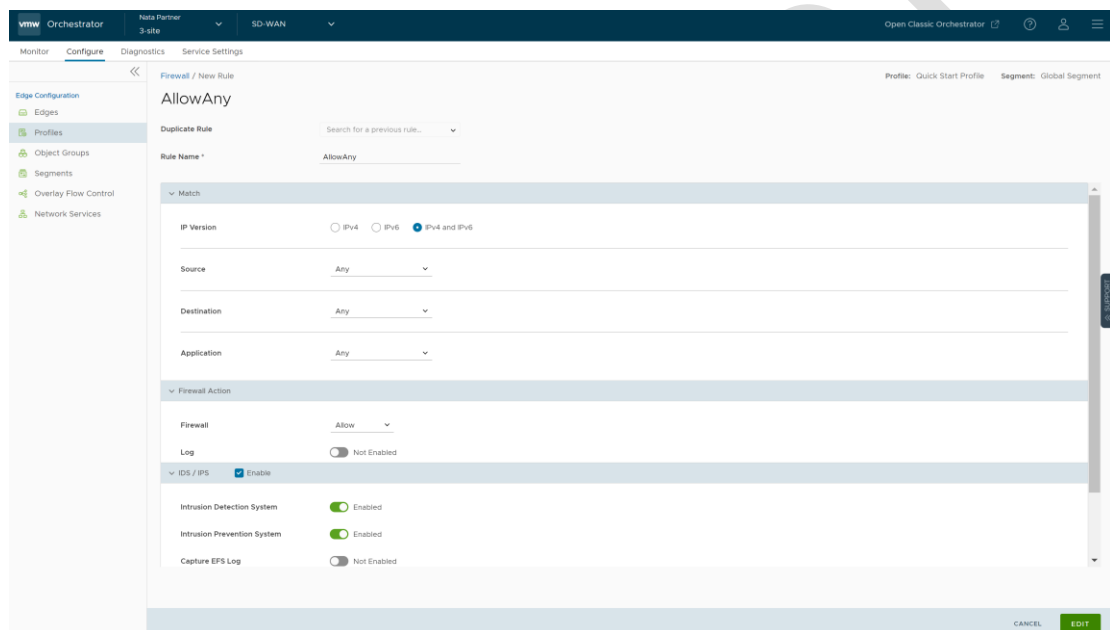 vmw Orchestrator
Nata Partner
3-site
SD-WAN
Open Classic Orchestrator
Monitor Configure Diagnostics Service Settings
Edge Configuration
Edges
Profiles
Object Groups
Segments
Overlay Flow Control
Network Services
Firewall / New Rule
Profile: Quick Start Profile Segment: Global Segment
AllowAny
Duplicate Rule Search for a previous rule...
Rule Name * AllowAny
Match
IP Version IPv4 IPv6 IPv4 and IPv6
Source Any
Destination Any
Application Any
Firewall Action
Firewall Allow
Log Not Enabled
IDS / IPS Enable
Intrusion Detection System Enabled
Intrusion Prevention System Enabled
Capture EFS Log Not Enabled
SUPPORT
CANCEL EDIT